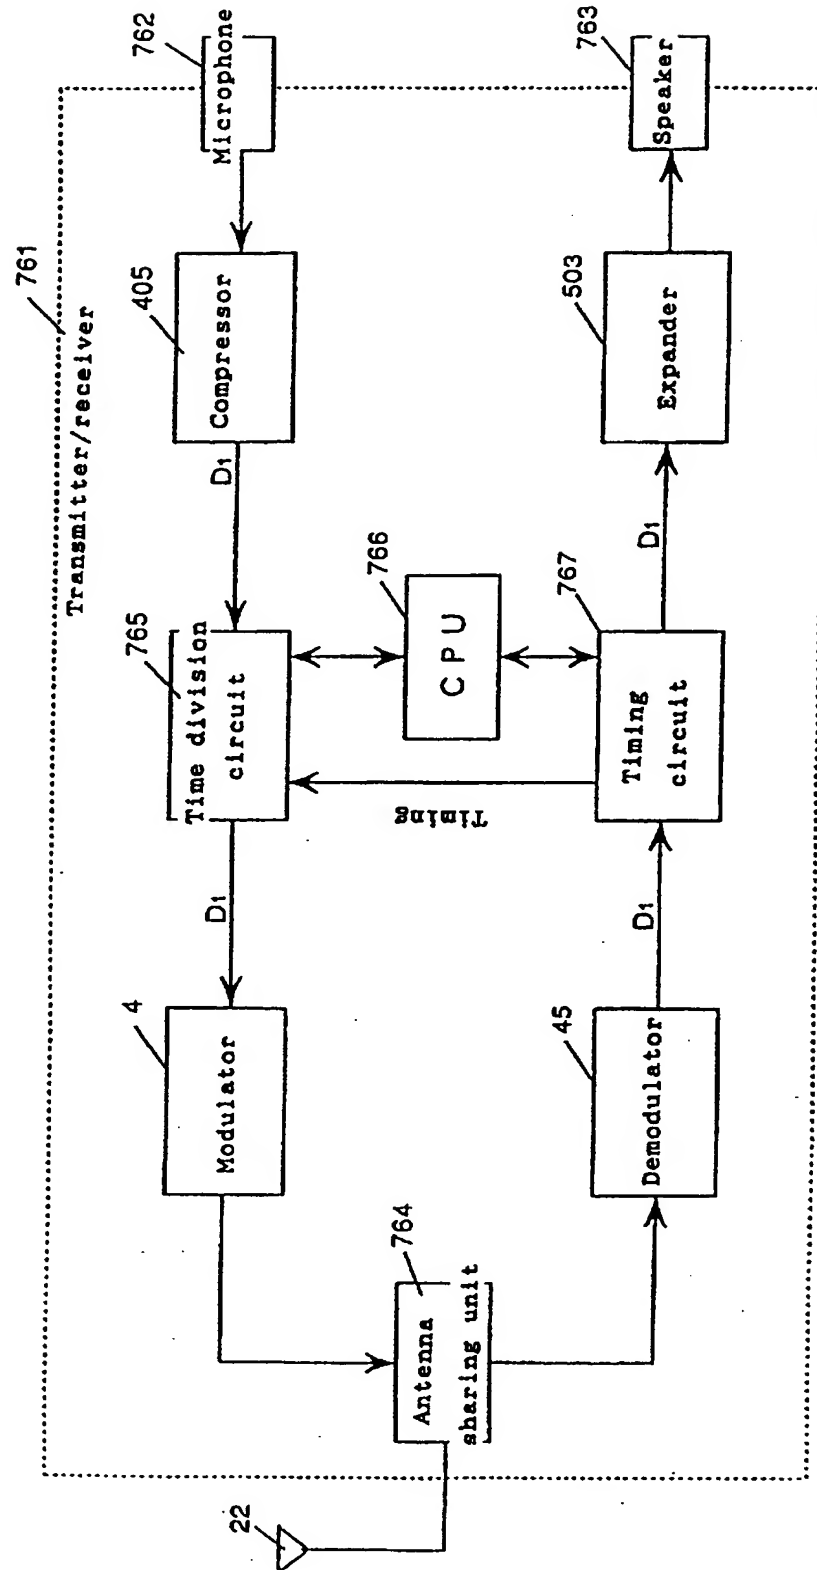 761
Transmitter/receiver
22
764
Antenna
sharing unit
4
Modulator
D1
765
Time division
circuit
D1
405
Compressor
762
Microphone
Timing
766
CPU
45
Demodulator
D1
767
Timing
circuit
D1
503
Expander
763
Speaker